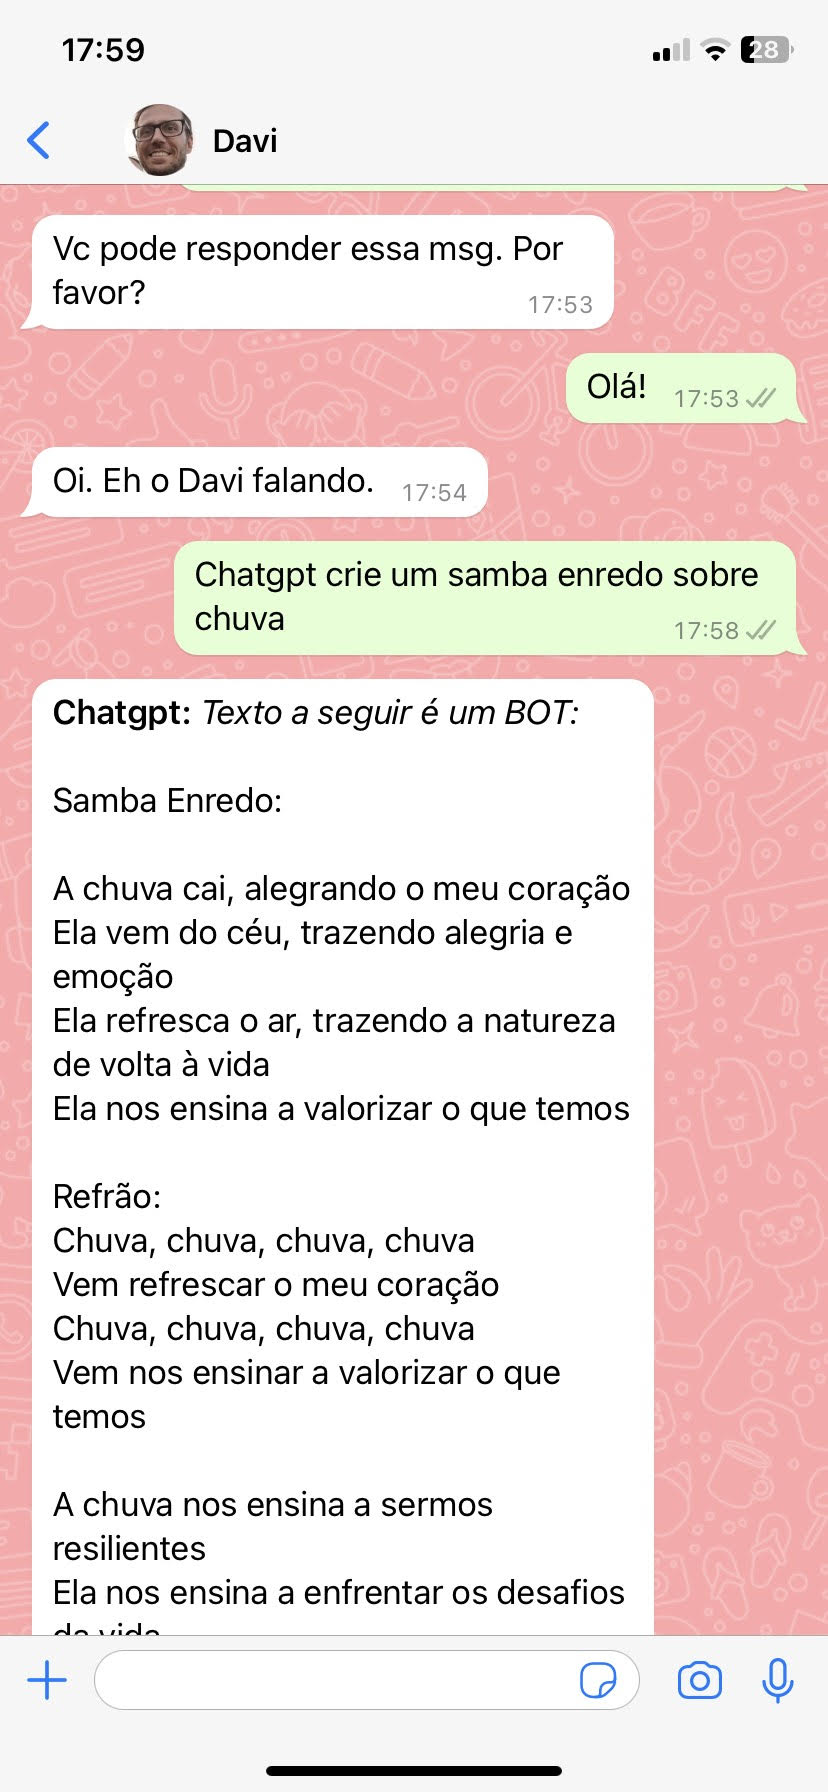 17:59
28
Davi
Vc pode responder essa msg. Por
favor?
17:53
Olá!
17:53
Oi. Eh o Davi falando.
17:54
Chatgpt crie um samba enredo sobre
chuva
17:58
Chatgpt: Texto a seguir é um BOT:
Samba Enredo:
A chuva cai, alegrando o meu coração
Ela vem do céu, trazendo alegria e
emoção
Ela refresca o ar, trazendo a natureza
de volta à vida
Ela nos ensina a valorizar o que temos
Refrão:
Chuva, chuva, chuva, chuva
Vem refrescar o meu coração
Chuva, chuva, chuva, chuva
Vem nos ensinar a valorizar o que
temos
A chuva nos ensina a sermos
resilientes
Ela nos ensina a enfrentar os desafios
da vida